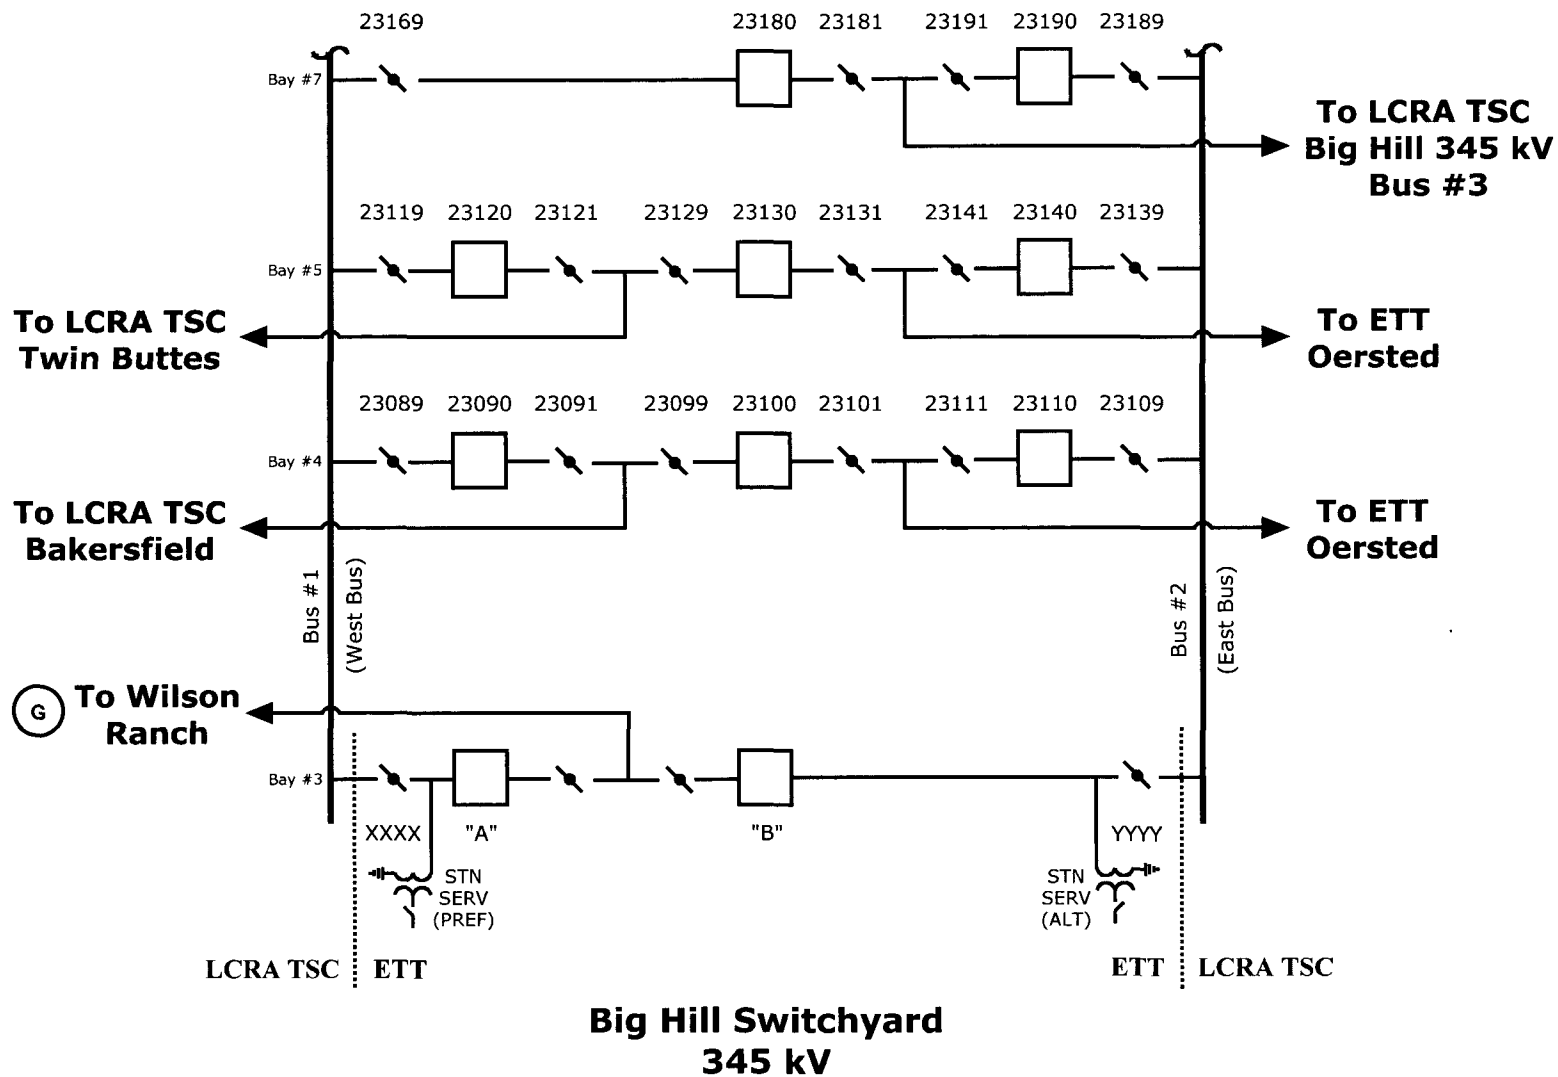 23169 23180 23181 23191 23190 23189
Bay #7
To LCRA TSC
Big Hill 345 kV
Bus #3
23119 23120 23121 23129 23130 23131 23141 23140 23139
Bay #5
To LCRA TSC
Twin Buttes
To ETT
Oersted
23089 23090 23091 23099 23100 23101 23111 23110 23109
Bay #4
To LCRA TSC
Bakersfield
To ETT
Oersted
Bus #1
(West Bus)
Bus #2
(East Bus)
G
To Wilson
Ranch
Bay #3
XXXX "A" "B" YYYY
STN
SERV
(PREF)
STN
SERV
(ALT)
LCRA TSC ETT ETT LCRA TSC
Big Hill Switchyard
345 kV